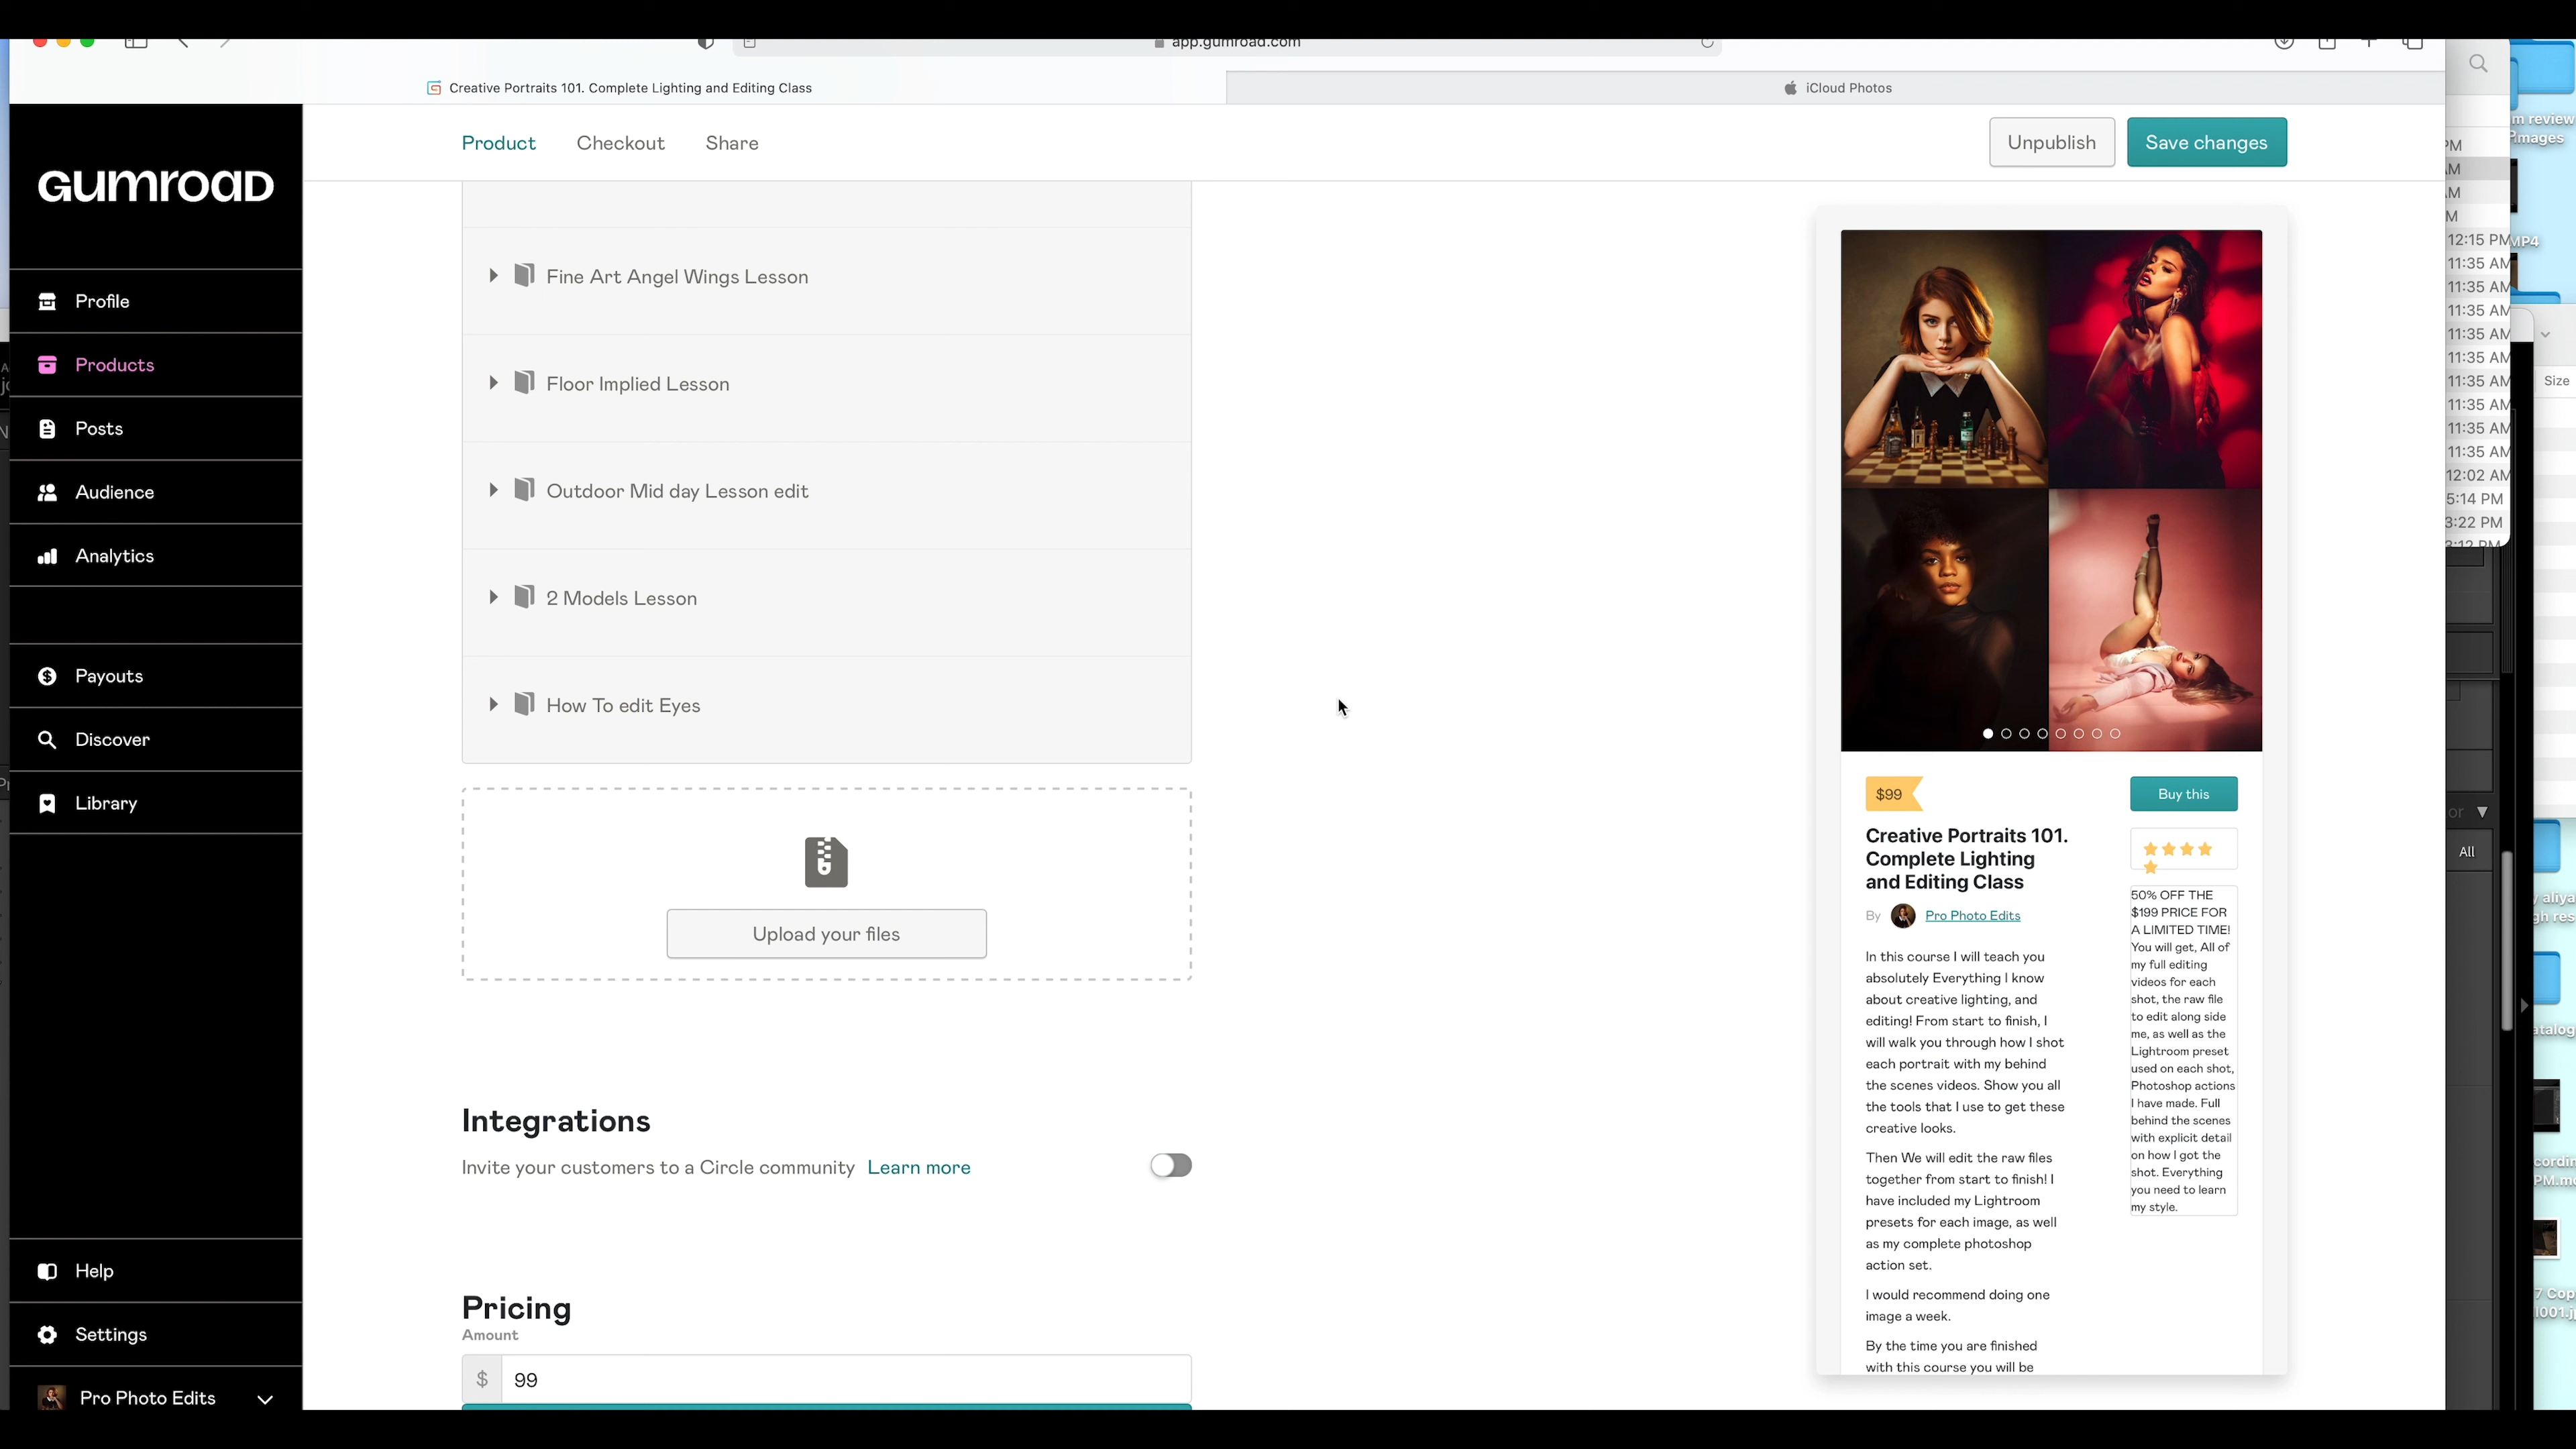 app.gumroad.com
Creative Portraits 101. Complete Lighting and Editing Class
iCloud Photos
GUMROAD
Profile
Products
Posts
Audience
Analytics
Payouts
Discover
Library
Help
Settings
Pro Photo Edits
Product Checkout Share
Unpublish
Save changes
Fine Art Angel Wings Lesson
Floor Implied Lesson
Outdoor Mid day Lesson edit
2 Models Lesson
How To edit Eyes
Upload your files
Integrations
Invite your customers to a Circle community Learn more
Pricing
Amount
$ 99
$99
Creative Portraits 101.
Complete Lighting
and Editing Class
By Pro Photo Edits
In this course I will teach you
absolutely Everything I know
about creative lighting, and
editing! From start to finish, I
will walk you through how I shot
each portrait with my behind
the scenes videos. Show you all
the tools that I use to get these
creative looks.
Then We will edit the raw files
together from start to finish! I
have included my Lightroom
presets for each image, as well
as my complete photoshop
action set.
I would recommend doing one
image a week.
By the time you are finished
with this course you will be
Buy this
50% OFF THE
$199 PRICE FOR
A LIMITED TIME!
You will get, All of
my full editing
videos for each
shot, the raw file
to edit along side
me, as well as the
Lightroom preset
used on each shot,
Photoshop actions
I have made. Full
behind the scenes
with explicit detail
on how I got the
shot. Everything
you need to learn
my style.
12:15 PM
11:35 AM
11:35 AM
11:35 AM
11:35 AM
11:35 AM
11:35 AM
11:35 AM
11:35 AM
11:35 AM
12:02 AM
5:14 PM
3:22 PM
3:12 PM
review
Size
All